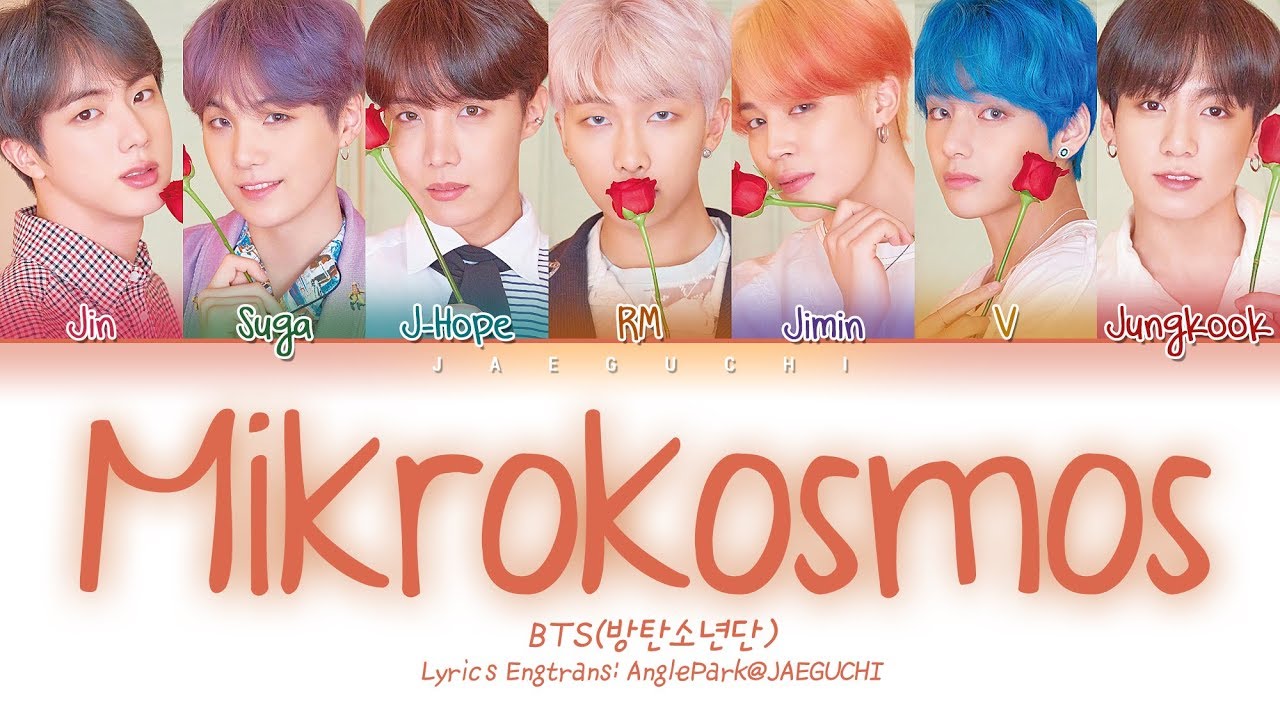 Jin
Suga
J-Hope
RM
Jimin
V
Jungkook
JAEGUCHI
Mikrokosmos
BTS(방탄소년단)
Lyrics Engtrans: AnglePark@JAEGUCHI